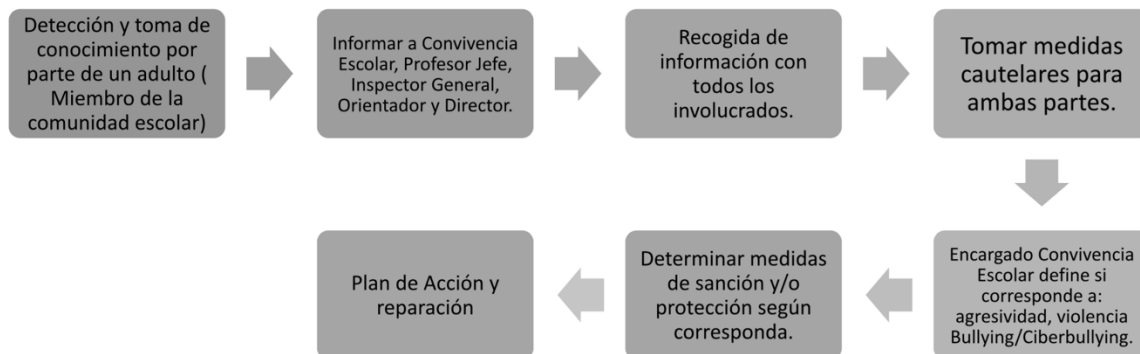 Detección y toma de
conocimiento por
parte de un adulto (
Miembro de la
comunidad escolar)
Informar a Convivencia
Escolar, Profesor Jefe,
Inspector General,
Orientador y Director.
Recogida de
información con
todos los
involucrados.
Tomar medidas
cautelares para
ambas partes.
Encargado Convivencia
Escolar define si
corresponde a:
agresividad, violencia
Bullying/Ciberbullying.
Determinar medidas
de sanción y/o
protección según
corresponda.
Plan de Acción y
reparación